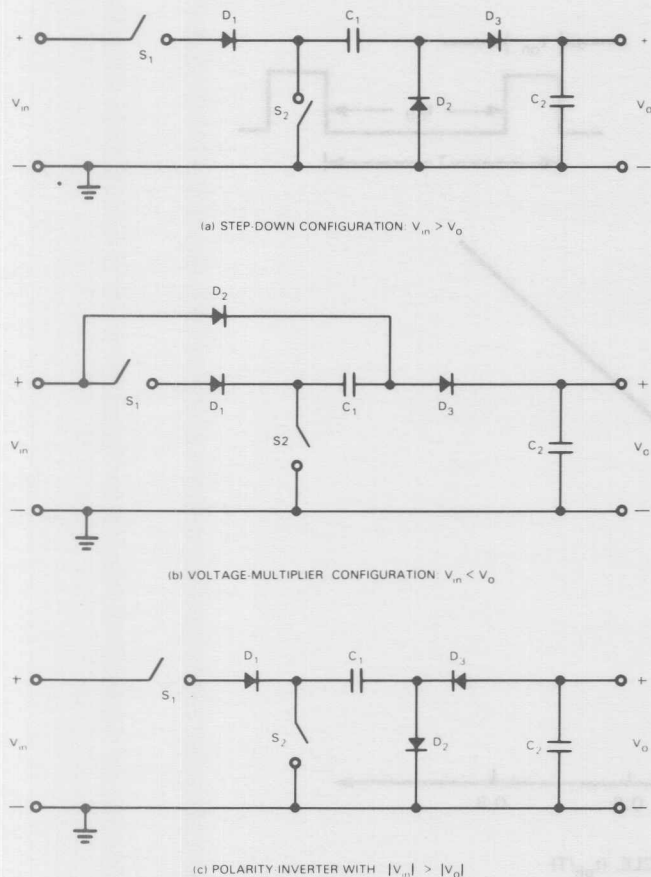 D₁ C₁ D₃
+ S₁ +
Vin S₂ D₂ C₂ Vo
— —
(a) STEP-DOWN CONFIGURATION: Vin > Vo
D₂
+ S₁ D₁ C₁ D₃ +
Vin S2 C₂ Vo
— —
(b) VOLTAGE-MULTIPLIER CONFIGURATION: Vin < Vo
D₁ C₁ D₃
+ S₁ +
Vin S₂ D₂ C₂ Vo
— —
(c) POLARITY-INVERTER WITH |Vin| > |Vo|